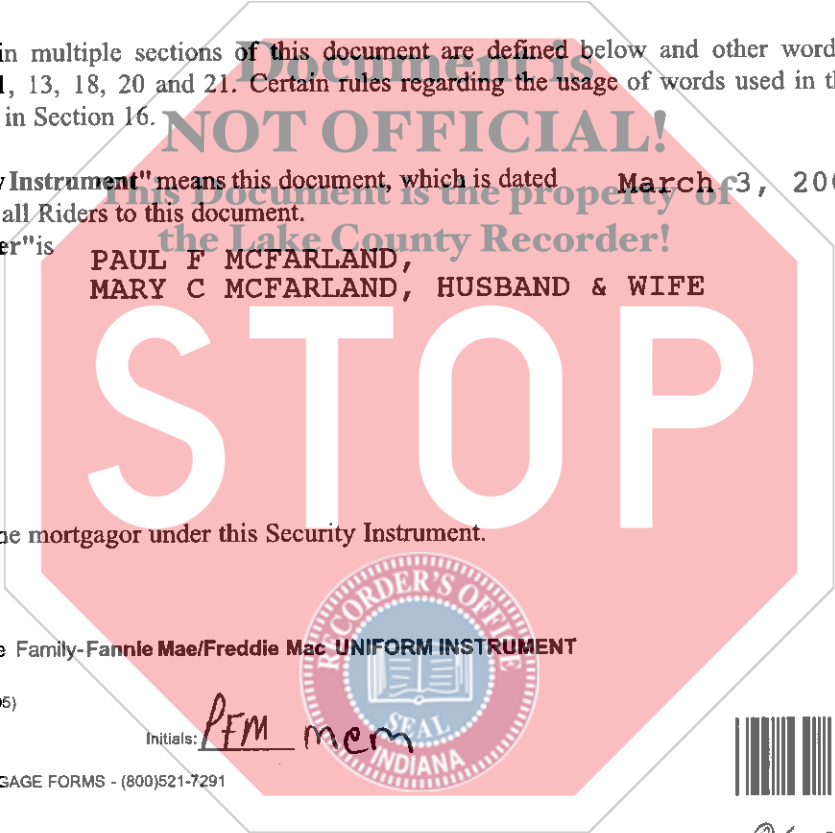 in multiple sections of this document are defined below and other word
, 13, 18, 20 and 21. Certain rules regarding the usage of words used in
in Section 16.
Document is
NOT OFFICIAL!
This Document is the property of
the Lake County Recorder!
Instrument" means this document, which is dated March 3, 200
all Riders to this document.
er" is
PAUL F MCFARLAND,
MARY C MCFARLAND, HUSBAND & WIFE
STOP
e mortgagor under this Security Instrument.
RECORDER'S OFFICE
SEAL
INDIANA
e Family-Fannie Mae/Freddie Mac UNIFORM INSTRUMENT
5)
Initials: PFM mcm
GAGE FORMS - (800)521-7291